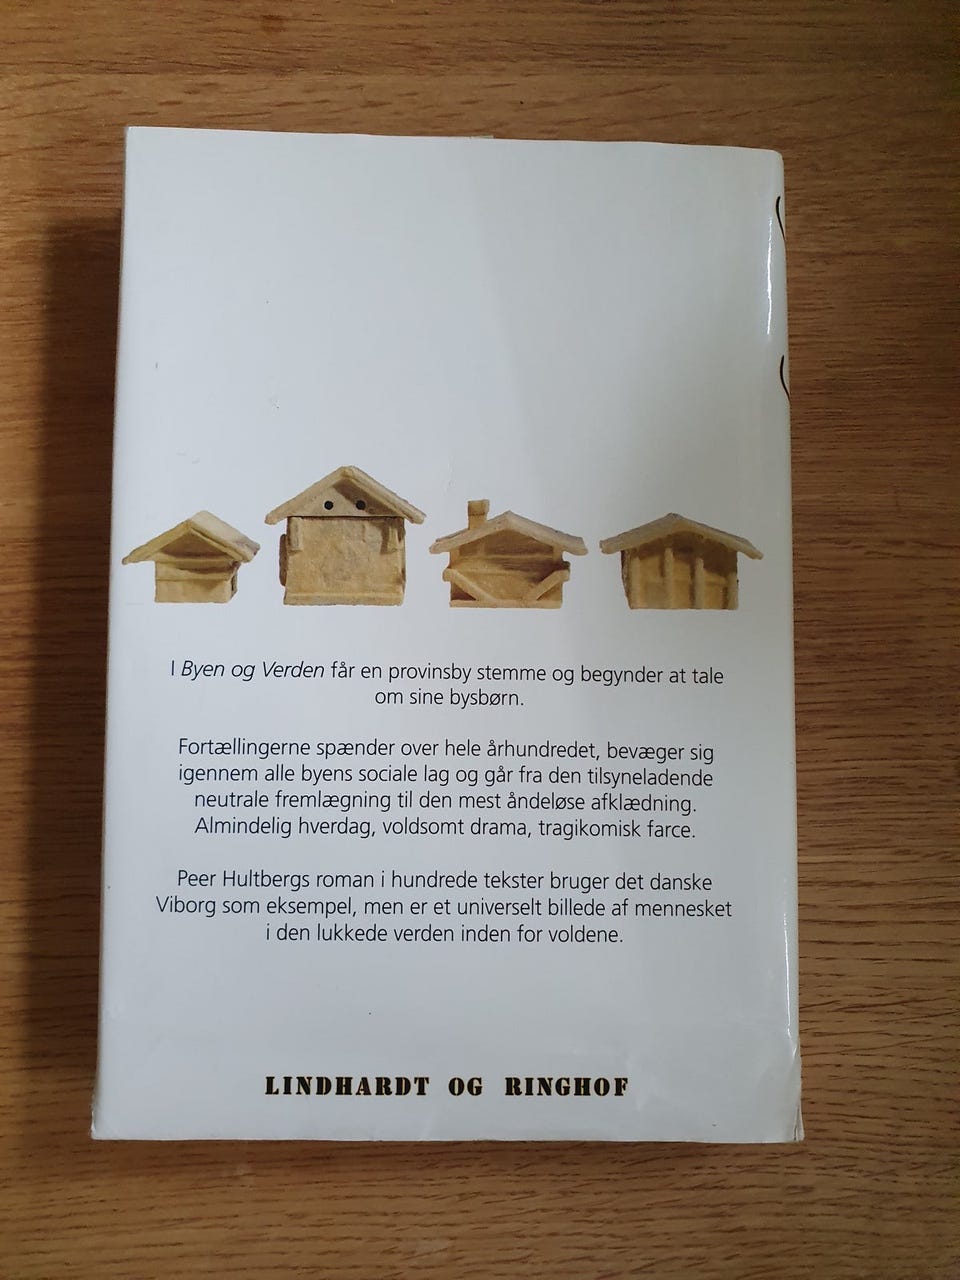 I Byen og Verden får en provinsby stemme og begynder at tale
om sine bysbørn.
Fortællingerne spænder over hele århundredet, bevæger sig
igennem alle byens sociale lag og går fra den tilsyneladende
neutrale fremlægning til den mest åndeløse afklædning.
Almindelig hverdag, voldsomt drama, tragikomisk farce.
Peer Hultbergs roman i hundrede tekster bruger det danske
Viborg som eksempel, men er et universelt billede af mennesket
i den lukkede verden inden for voldene.
LINDHARDT OG RINGHOF